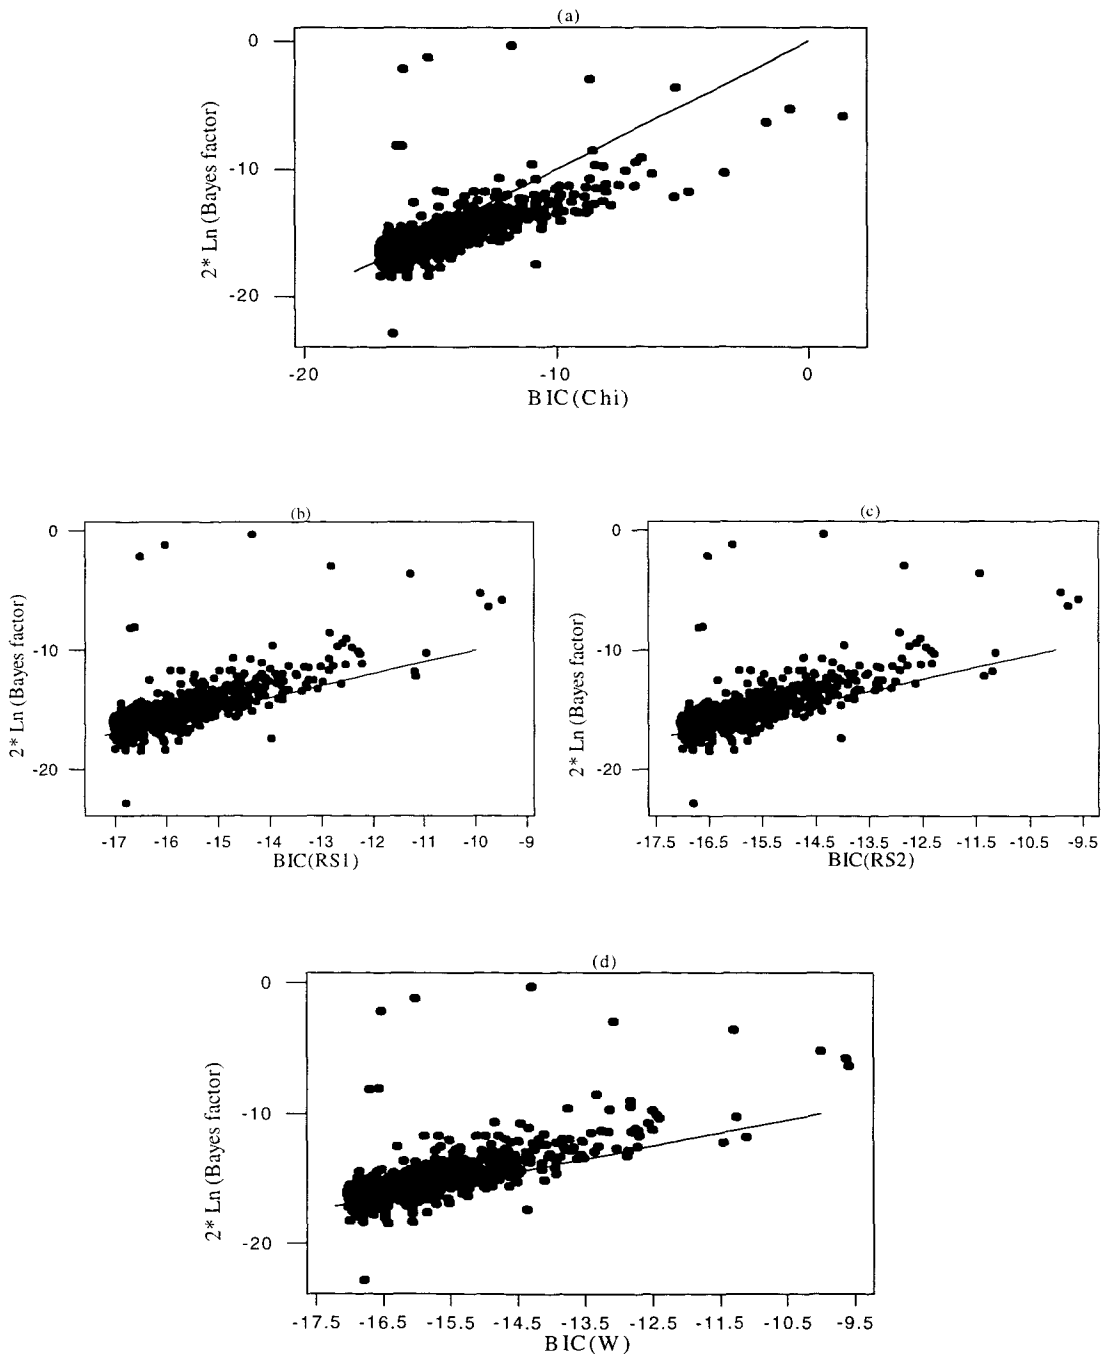 (a)
2* Ln (Bayes factor)
0
-10
-20
-20 -10 0
BIC(Chi)
(b)
2* Ln (Bayes factor)
0
-10
-20
-17 -16 -15 -14 -13 -12 -11 -10 -9
BIC(RS1)
(c)
2* Ln (Bayes factor)
0
-10
-20
-17.5 -16.5 -15.5 -14.5 -13.5 -12.5 -11.5 -10.5 -9.5
BIC(RS2)
(d)
2* Ln (Bayes factor)
0
-10
-20
-17.5 -16.5 -15.5 -14.5 -13.5 -12.5 -11.5 -10.5 -9.5
BIC(W)